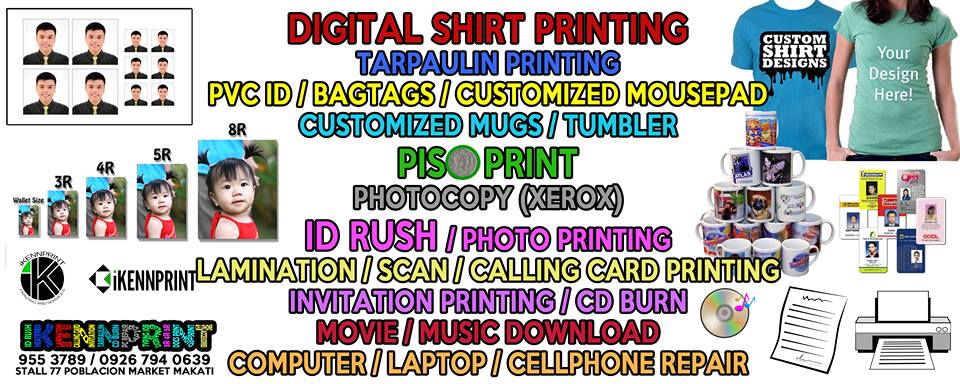 DIGITAL SHIRT PRINTING
TARPAULIN PRINTING
PVC ID / BAGTAGS / CUSTOMIZED MOUSEPAD
CUSTOMIZED MUGS / TUMBLER
PISO PRINT
PHOTOCOPY (XEROX)
ID RUSH / PHOTO PRINTING
LAMINATION / SCAN / CALLING CARD PRINTING
INVITATION PRINTING / CD BURN
MOVIE / MUSIC DOWNLOAD
COMPUTER / LAPTOP / CELLPHONE REPAIR
Wallet Size
3R
4R
5R
8R
iKENNPRINT
iKENNPRINT
IKENNPRINT
955 3789 / 0926 794 0639
STALL 77 POBLACION MARKET MAKATI
CUSTOM
SHIRT
DESIGNS
Your
Design
Here!
ATLAS
OOCL